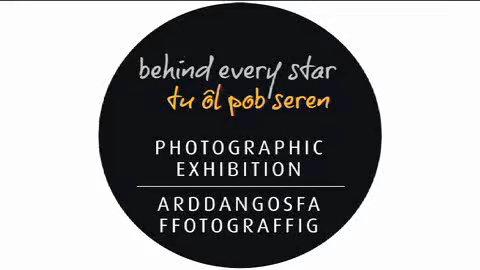 behind every star
tu ôl pob seren
PHOTOGRAPHIC
EXHIBITION
ARDDANGOSFA
FFOTOGRAFFIG